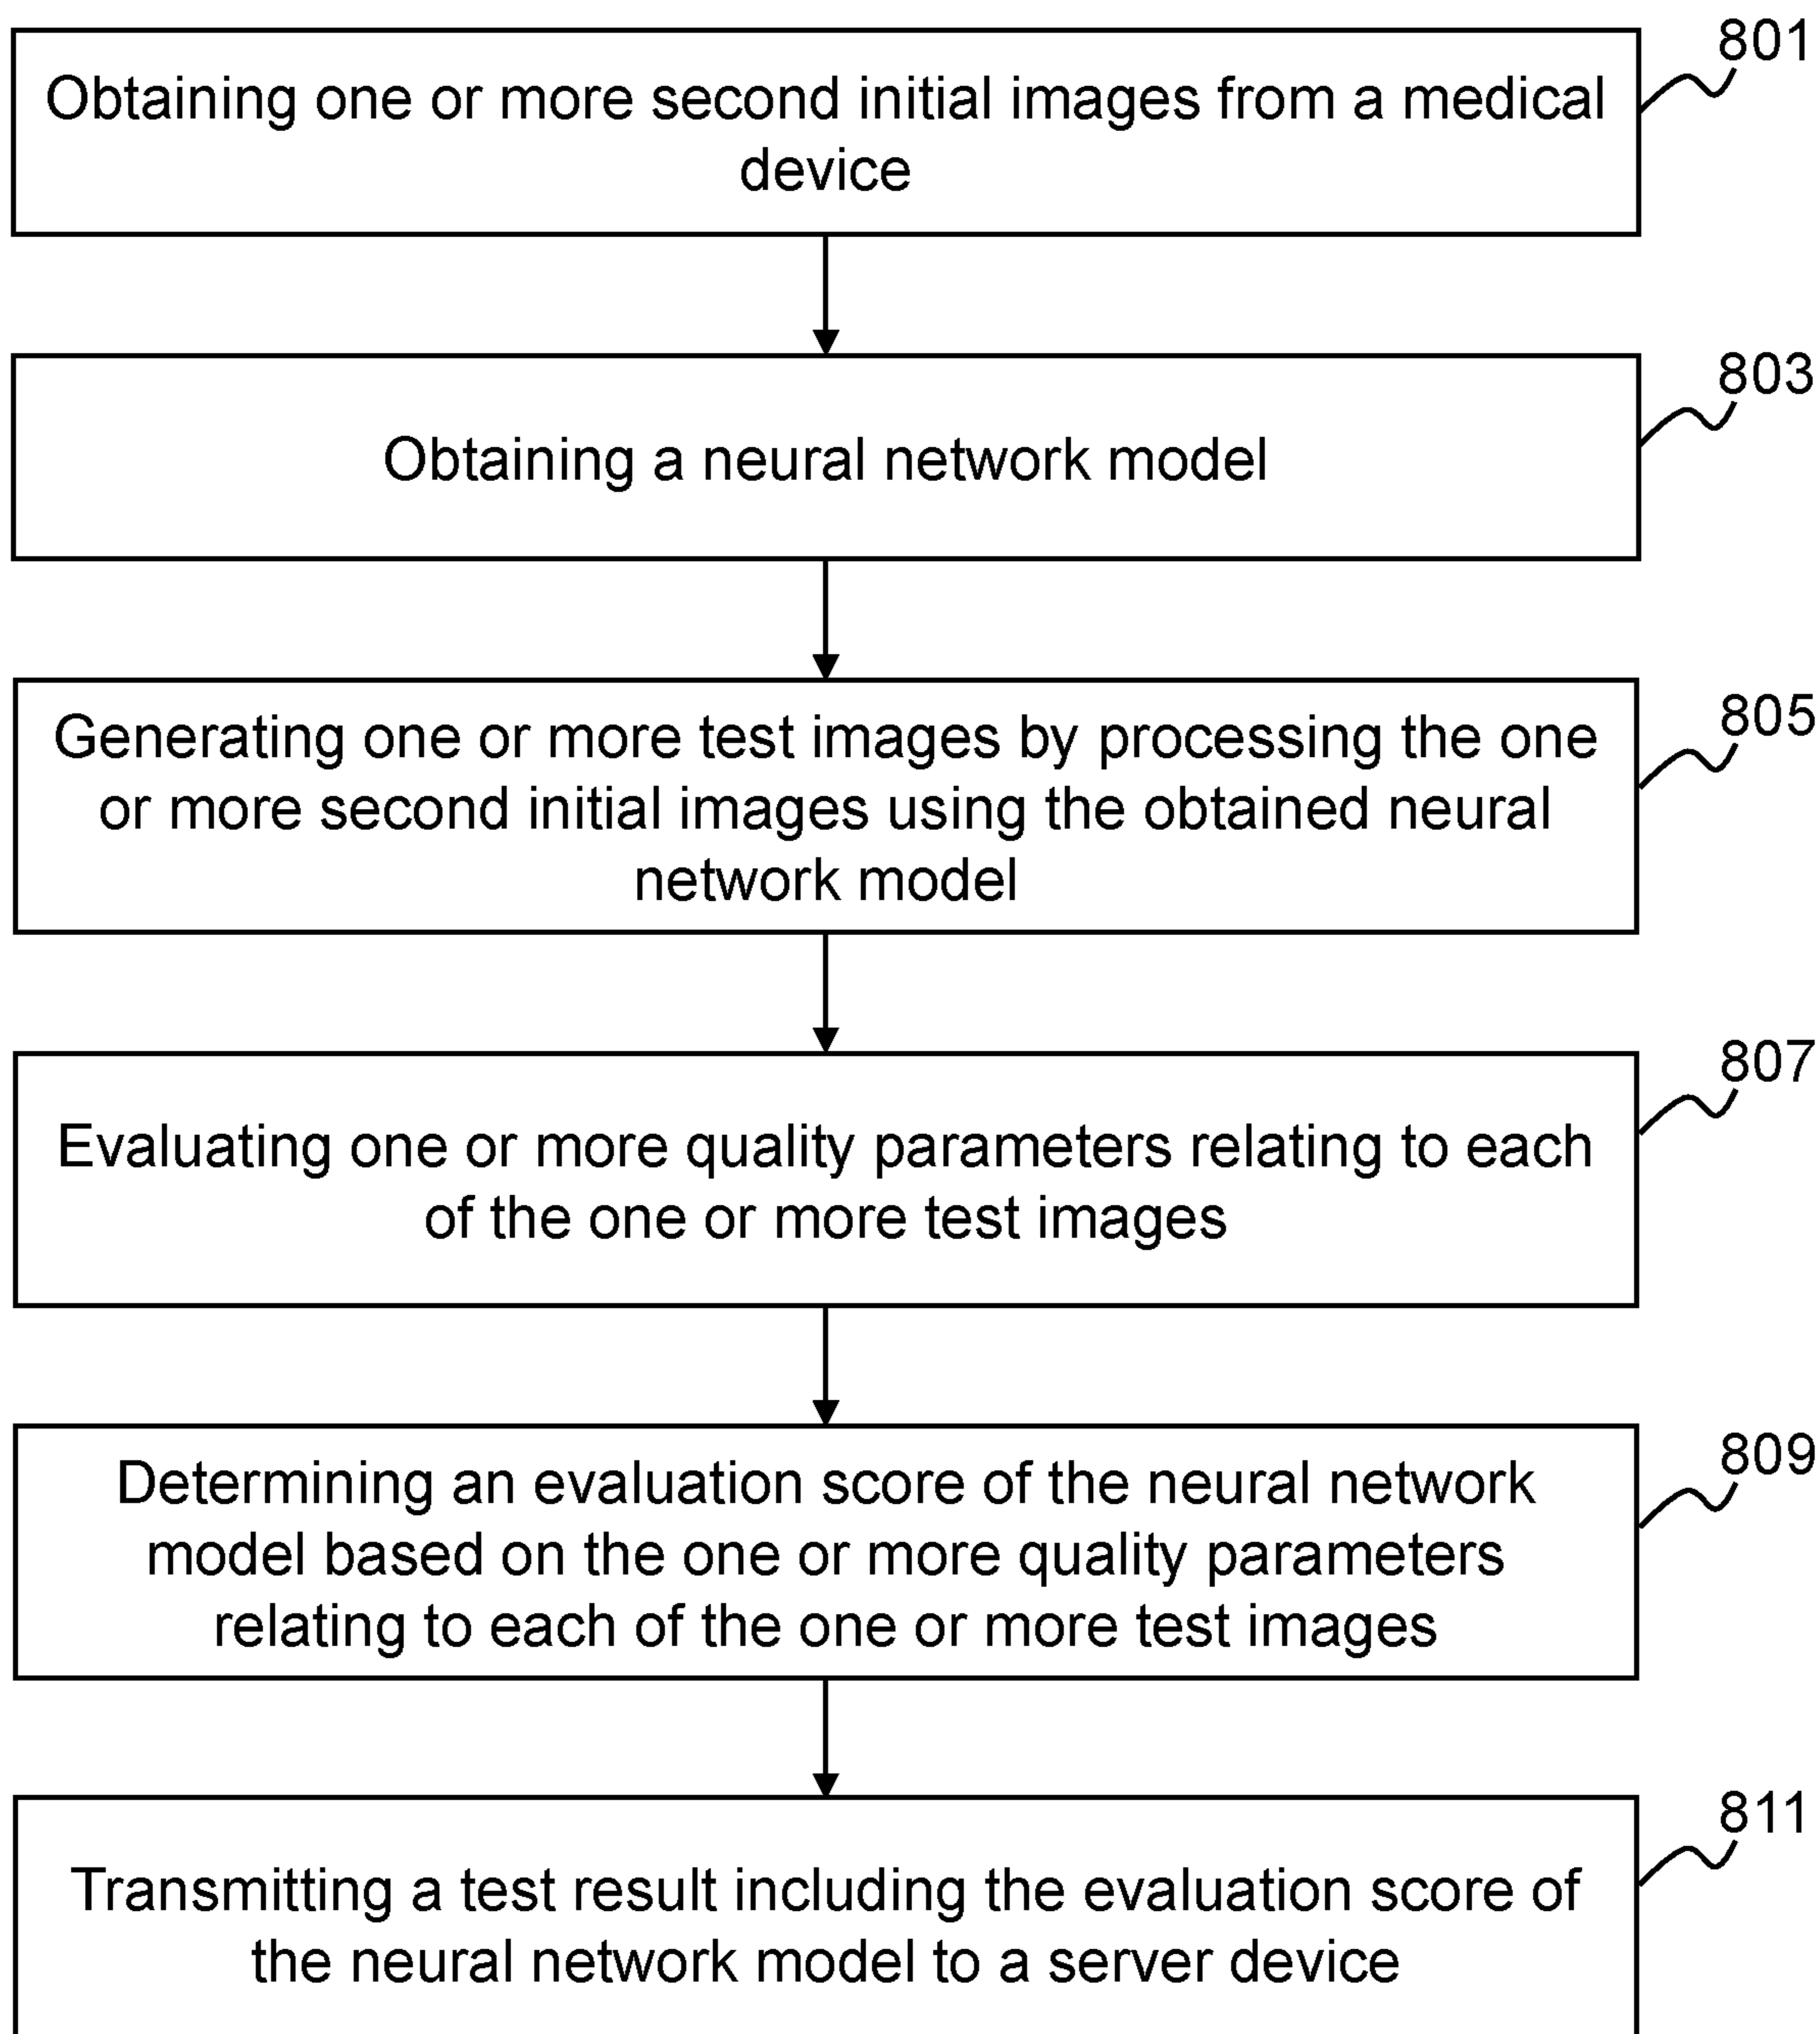 801
Obtaining one or more second initial images from a medical
device
803
Obtaining a neural network model
805
Generating one or more test images by processing the one
or more second initial images using the obtained neural
network model
807
Evaluating one or more quality parameters relating to each
of the one or more test images
809
Determining an evaluation score of the neural network
model based on the one or more quality parameters
relating to each of the one or more test images
811
Transmitting a test result including the evaluation score of
the neural network model to a server device